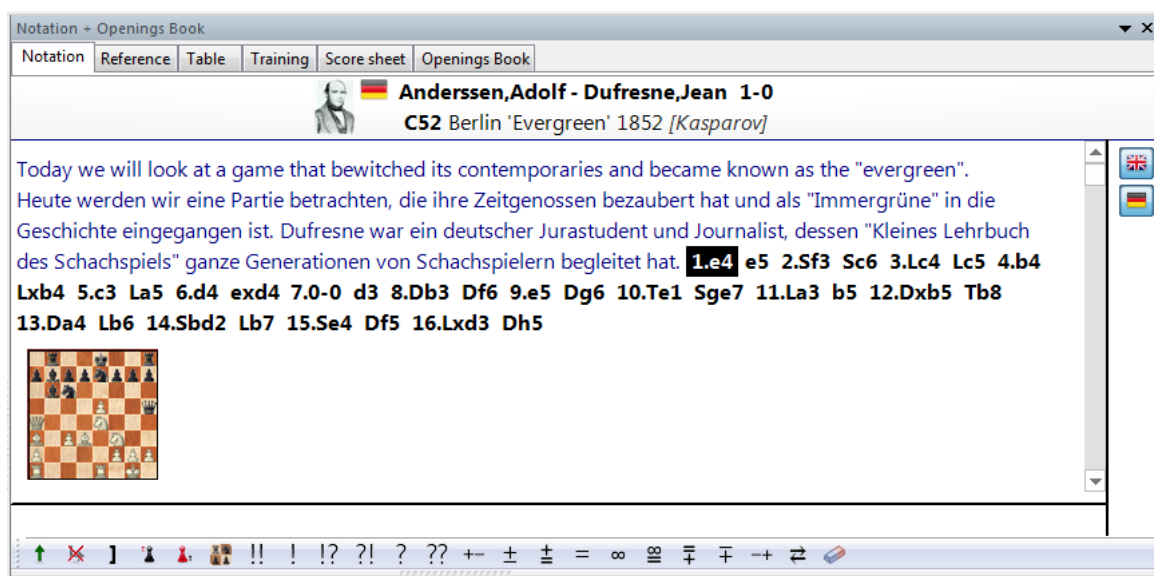 Notation + Openings Book
Notation Reference Table Training Score sheet Openings Book
Anderssen,Adolf - Dufresne,Jean 1-0
C52 Berlin 'Evergreen' 1852 [Kasparov]
Today we will look at a game that bewitched its contemporaries and became known as the "evergreen".
Heute werden wir eine Partie betrachten, die ihre Zeitgenossen bezaubert hat und als "Immergrüne" in die
Geschichte eingegangen ist. Dufresne war ein deutscher Jurastudent und Journalist, dessen "Kleines Lehrbuch
des Schachspiels" ganze Generationen von Schachspielern begleitet hat. 1.e4 e5 2.Sf3 Sc6 3.Lc4 Lc5 4.b4
Lxb4 5.c3 La5 6.d4 exd4 7.0-0 d3 8.Db3 Df6 9.e5 Dg6 10.Te1 Sge7 11.La3 b5 12.Dxb5 Tb8
13.Da4 Lb6 14.Sbd2 Lb7 15.Se4 Df5 16.Lxd3 Dh5
] !! ! !? ?! ? ?? +− ± ⩲ = ∞ ⯹ ⩱ ∓ −+ ⇄